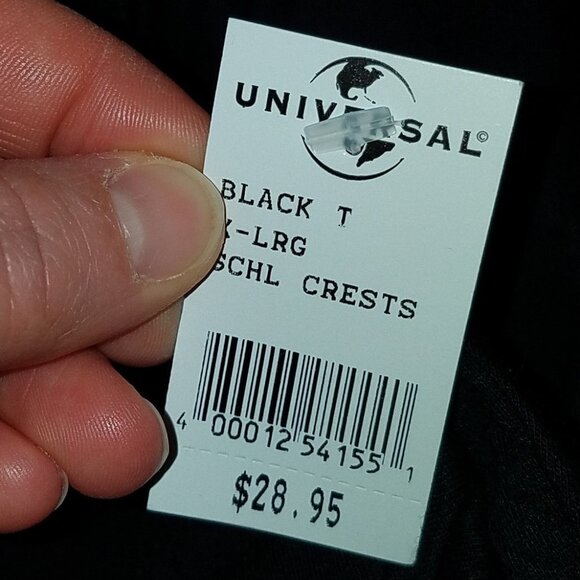 UNIVERSAL©
BLACK T
X-LRG
SCHL CRESTS
4 00012 54155 1
$28.95